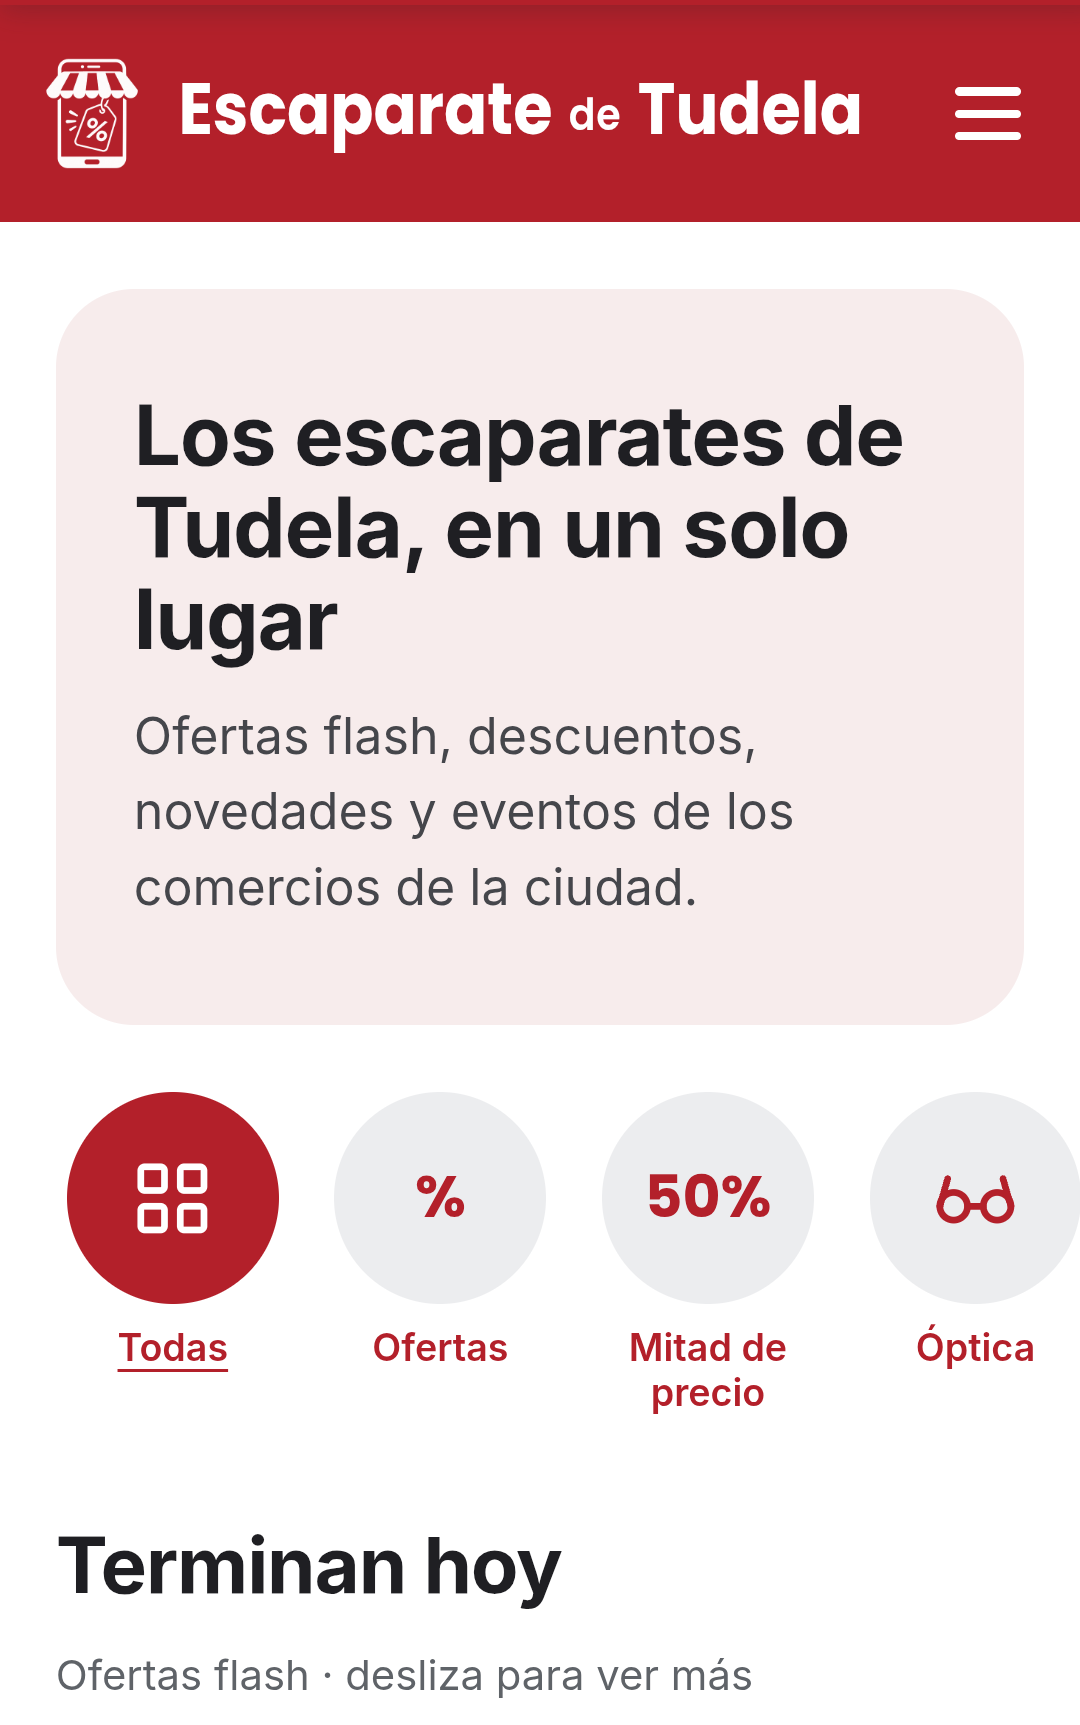 Escaparate de Tudela
%
Los escaparates de
Tudela, en un solo
lugar
Ofertas flash, descuentos,
novedades y eventos de los
comercios de la ciudad.
%
50%
Todas
Ofertas
Mitad de
precio
Óptica
Terminan hoy
Ofertas flash · desliza para ver más